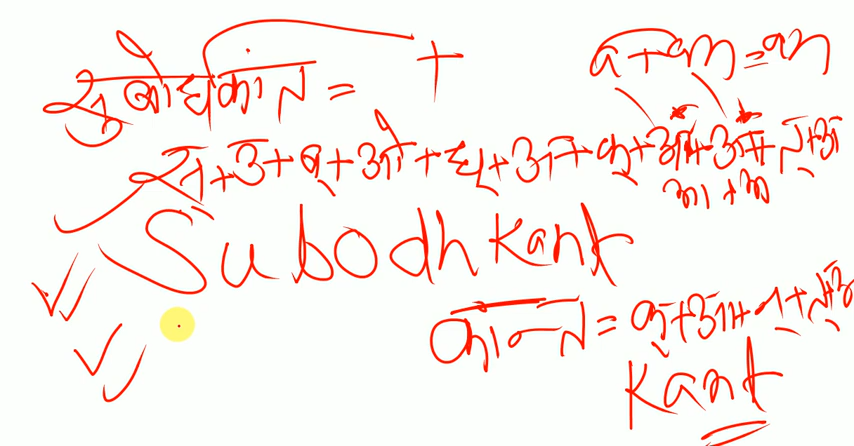 सुबोधकांत =
स्+उ+ब्+ओ+ध्+अ+क्+आ+अं+त्+अ
Subodh Kant
कान्त = क्+आ+न्+त्+अ
Kant